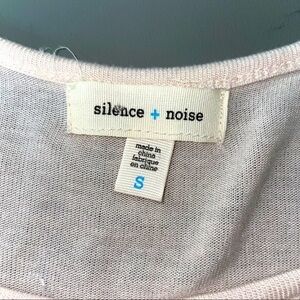 silence + noise
made in
china
fabriqué
en chine
S